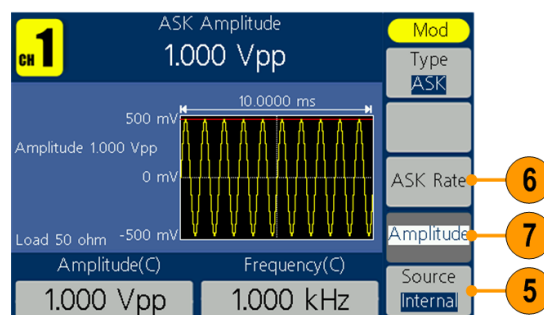 CH 1
ASK Amplitude
1.000 Vpp
Mod
Type
ASK
10.0000 ms
500 mV
Amplitude 1.000 Vpp
0 mV
ASK Rate
6
Amplitude
7
Load 50 ohm
-500 mV
Amplitude(C)
Frequency(C)
Source
Internal
5
1.000 Vpp
1.000 kHz